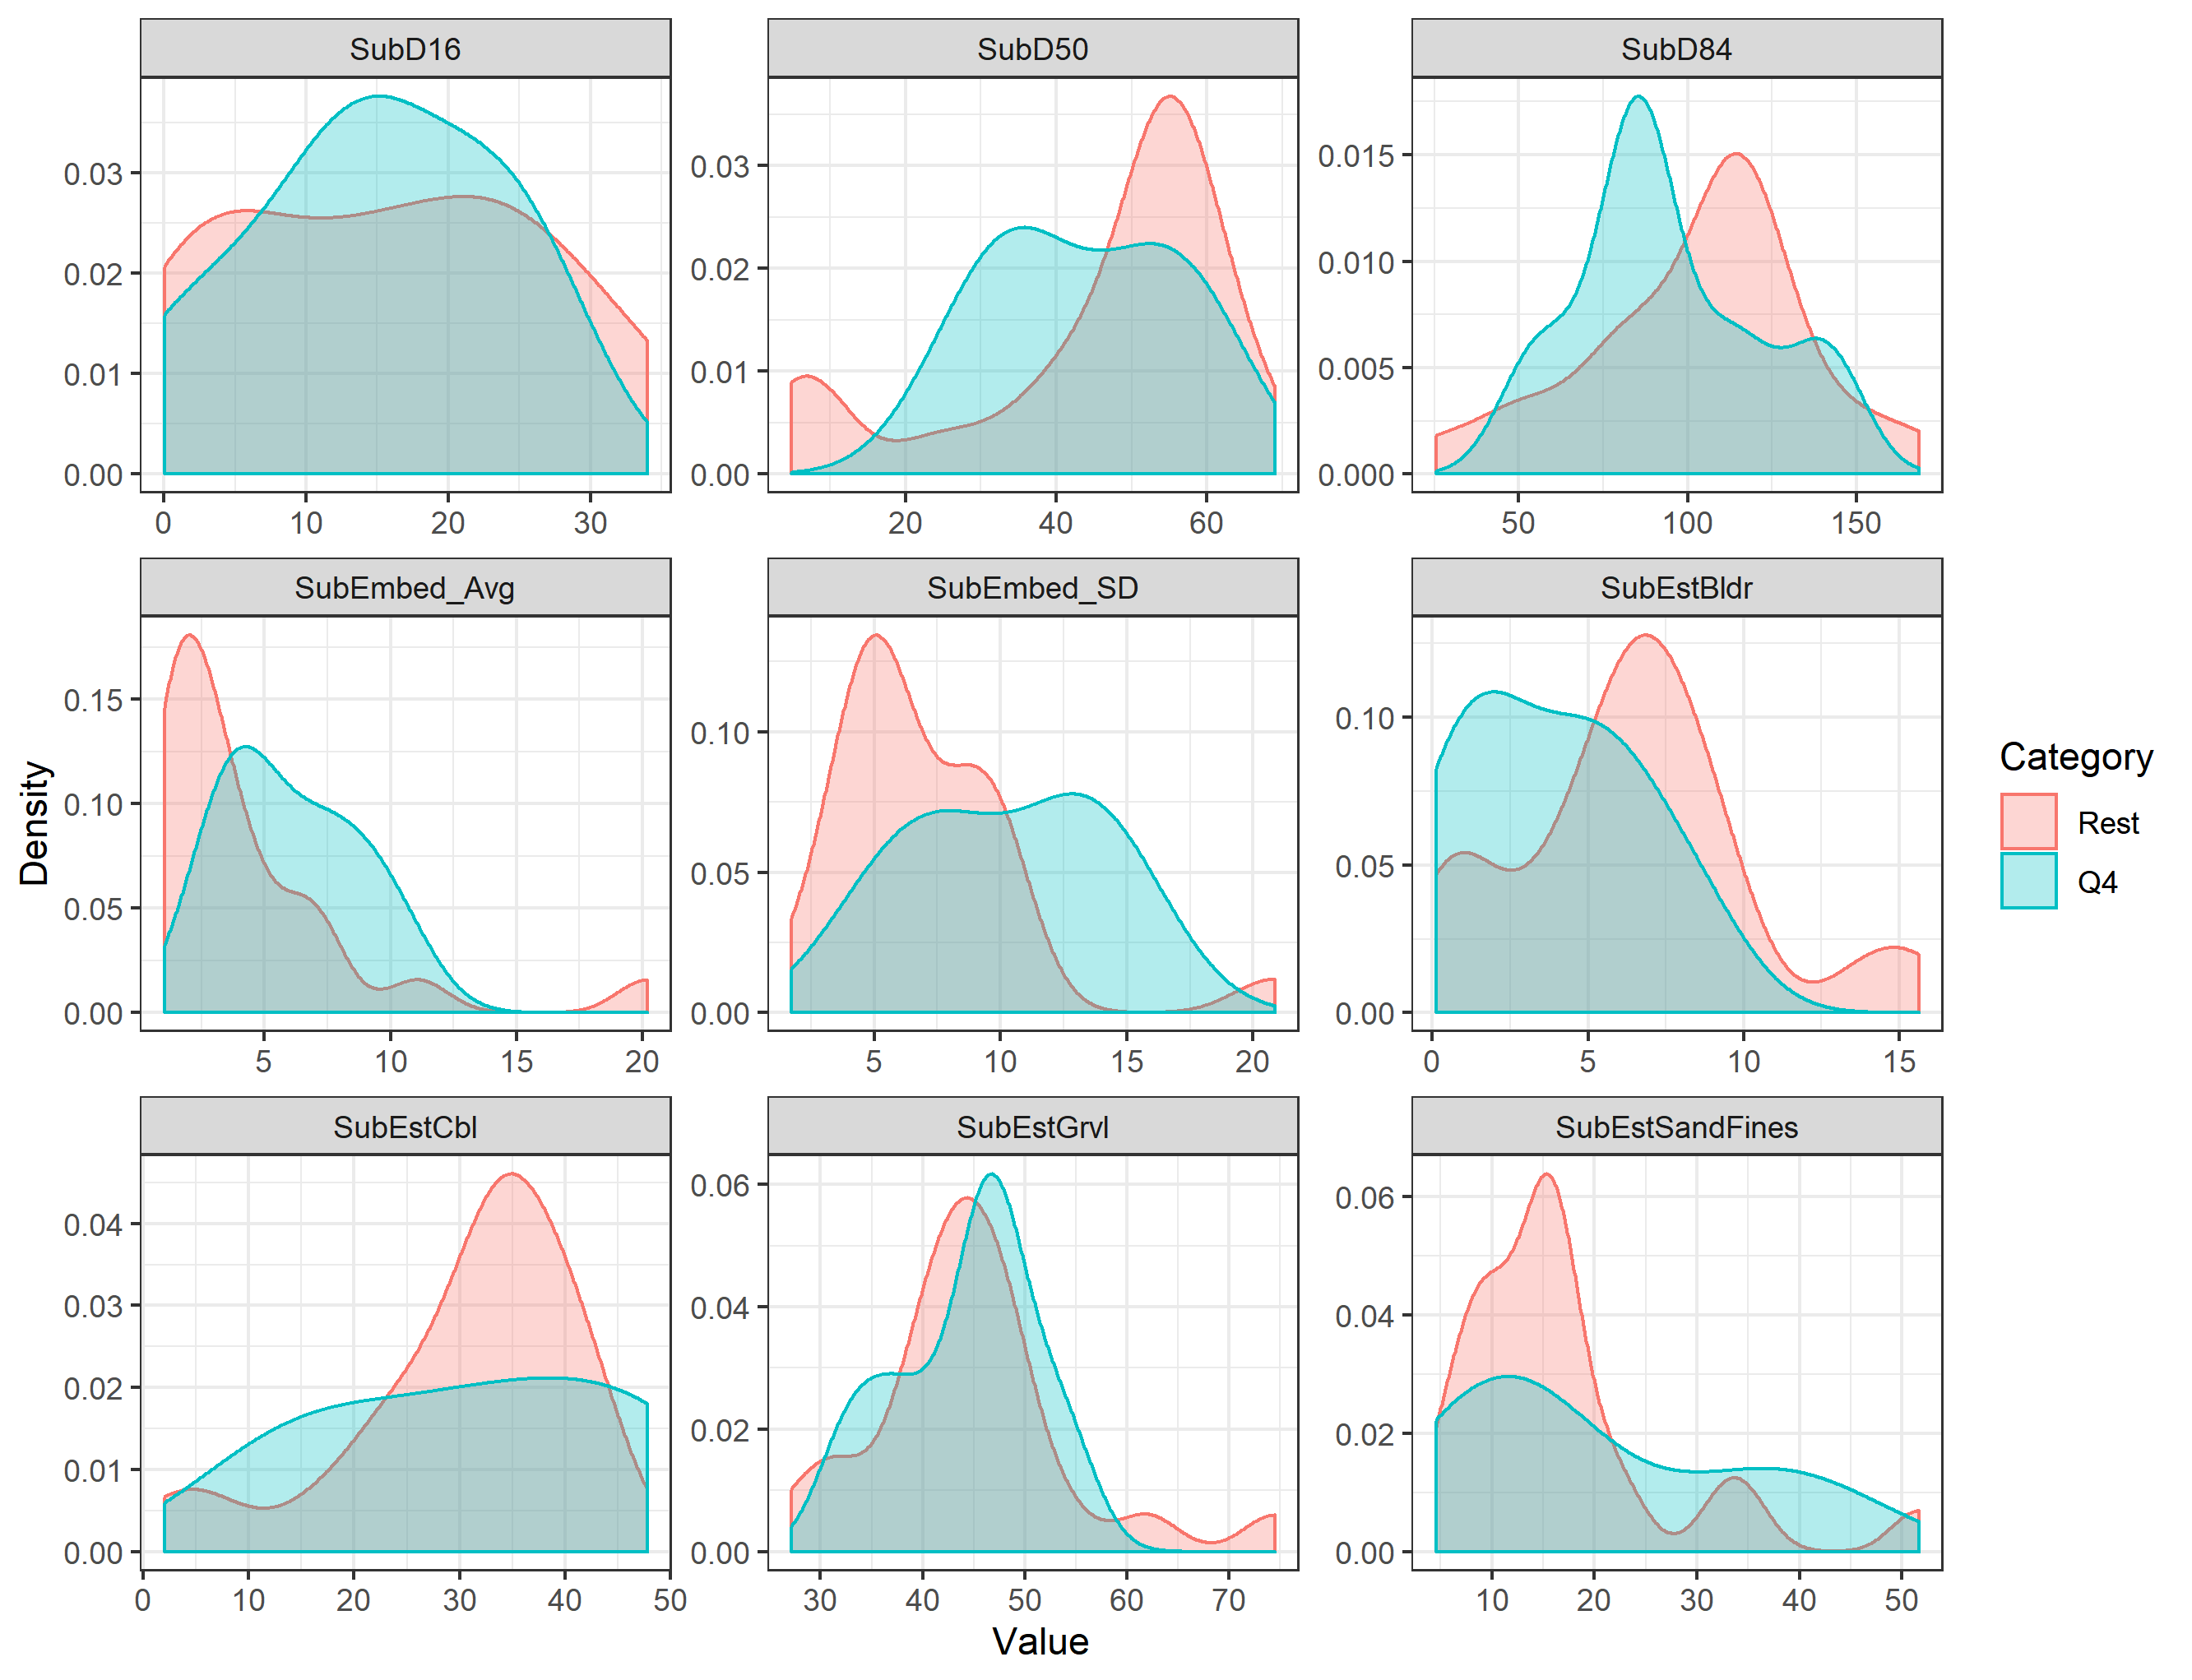 SubD16 SubD50 SubD84
0.03 0.03 0.015
0.02 0.02 0.010
0.01 0.01 0.005
0.00 0.00 0.000
0 10 20 30 20 40 60 50 100 150
SubEmbed_Avg SubEmbed_SD SubEstBldr
0.15 0.10 0.10
0.10 0.05 0.05
0.05 0.00 0.00
0.00
5 10 15 20 5 10 15 20 0 5 10 15
SubEstCbl SubEstGrvl SubEstSandFines
0.04 0.06 0.06
0.03 0.04 0.04
0.02 0.02 0.02
0.01 0.00 0.00
0.00
0 10 20 30 40 50 30 40 50 60 70 10 20 30 40 50
Density
Value
Category
Rest
Q4